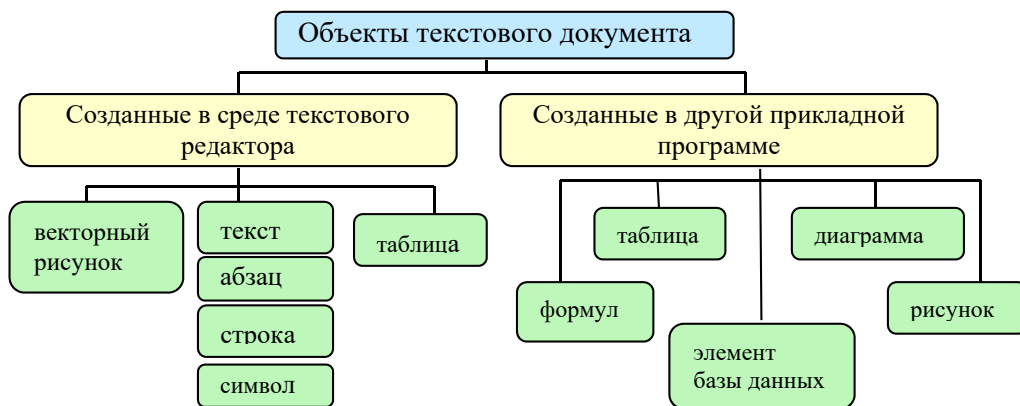 Объекты текстового документа
Созданные в среде текстового
редактора
Созданные в другой прикладной
программе
векторный
рисунок
текст
абзац
строка
символ
таблица
формул
таблица
элемент
базы данных
диаграмма
рисунок